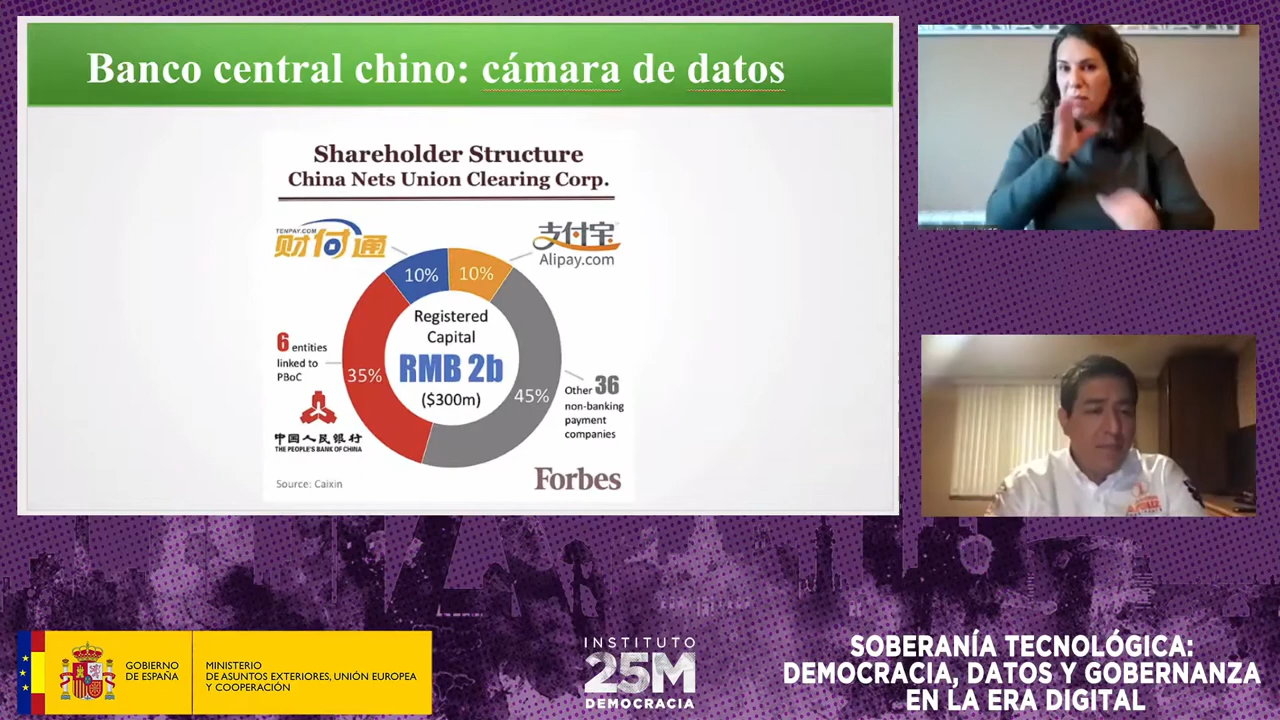 Banco central chino: cámara de datos
Shareholder Structure
China Nets Union Clearing Corp.
TENPAY.COM
财付通
支付宝
Alipay.com
10%
10%
Registered
Capital
RMB 2b
($300m)
6 entities
linked to
PBoC
35%
45%
Other 36
non-banking
payment
companies
中国人民银行
THE PEOPLE'S BANK OF CHINA
Source: Caixin
Forbes
GOBIERNO
DE ESPAÑA
MINISTERIO
DE ASUNTOS EXTERIORES, UNIÓN EUROPEA
Y COOPERACIÓN
INSTITUTO
25M
DEMOCRACIA
SOBERANÍA TECNOLÓGICA:
DEMOCRACIA, DATOS Y GOBERNANZA
EN LA ERA DIGITAL